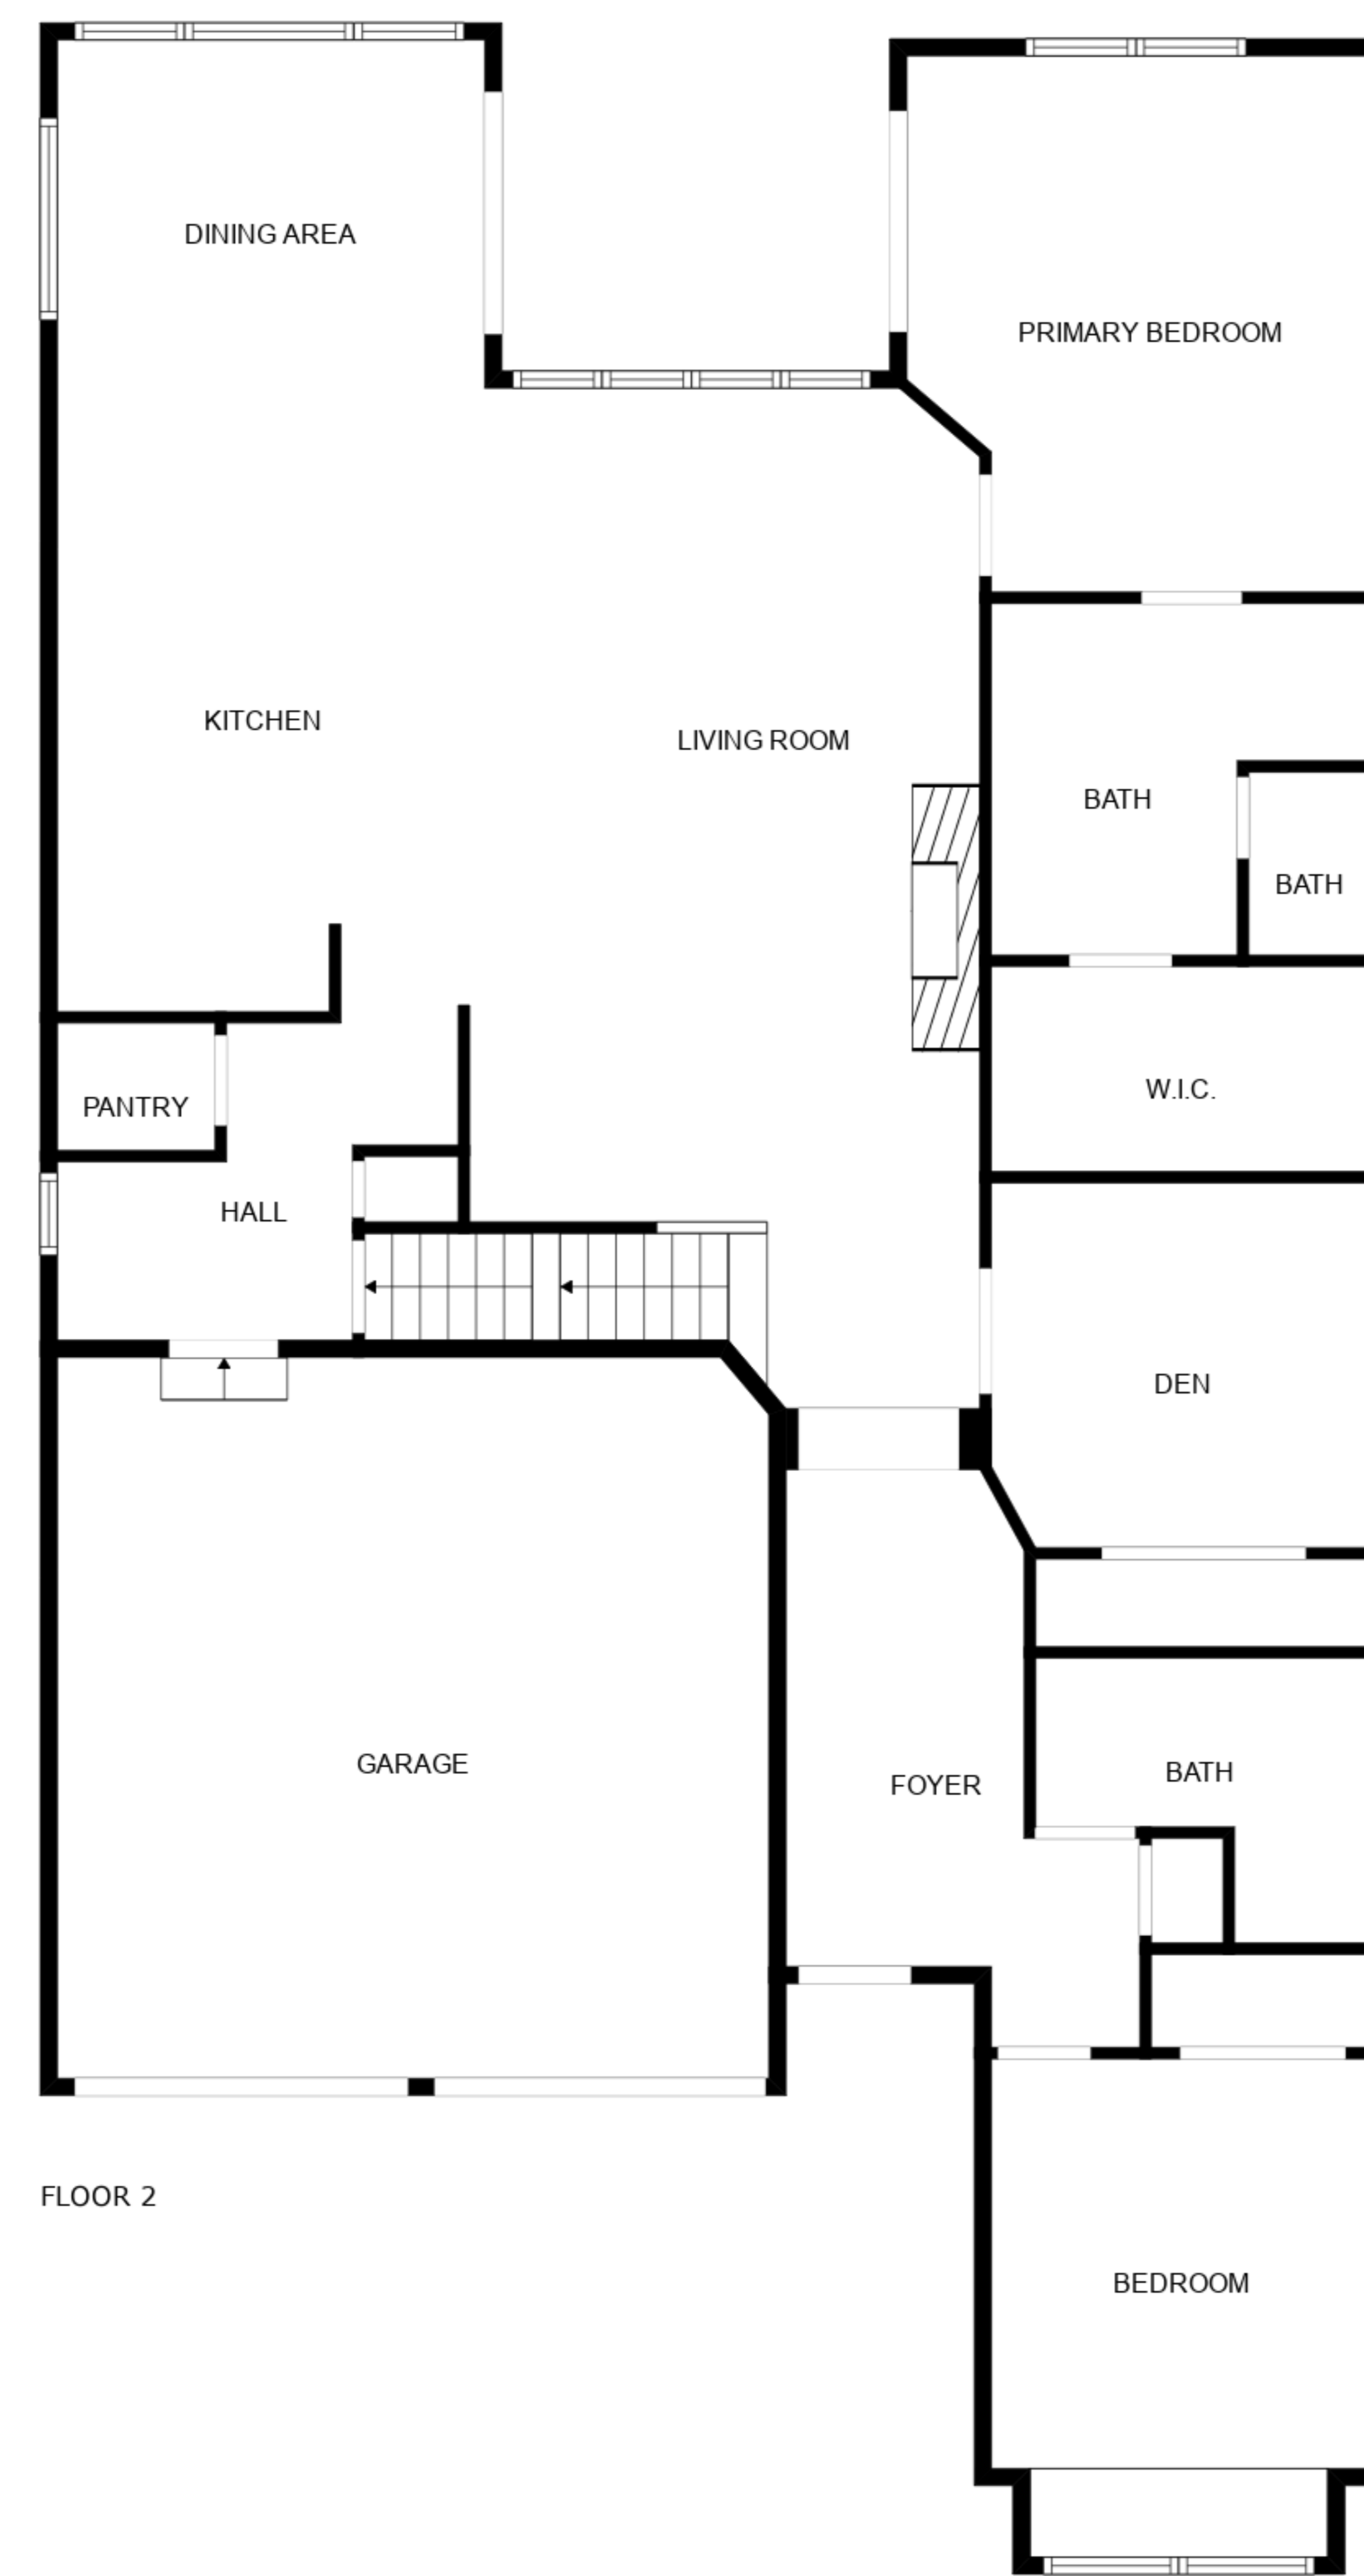 DINING AREA
PRIMARY BEDROOM
KITCHEN
LIVING ROOM
BATH
BATH
W.I.C.
PANTRY
HALL
DEN
GARAGE
FOYER
BATH
FLOOR 2
BEDROOM